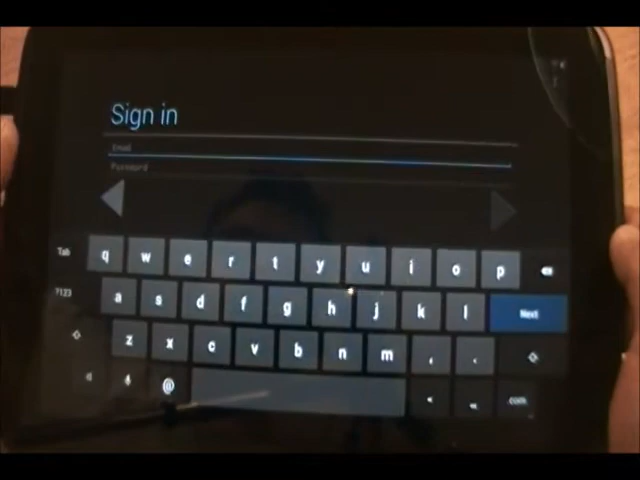 Sign in
Email
Password
Tab q w e r t y u i o p
?123 a s d f g h j k l Next
z x c v b n m , .
@ .com